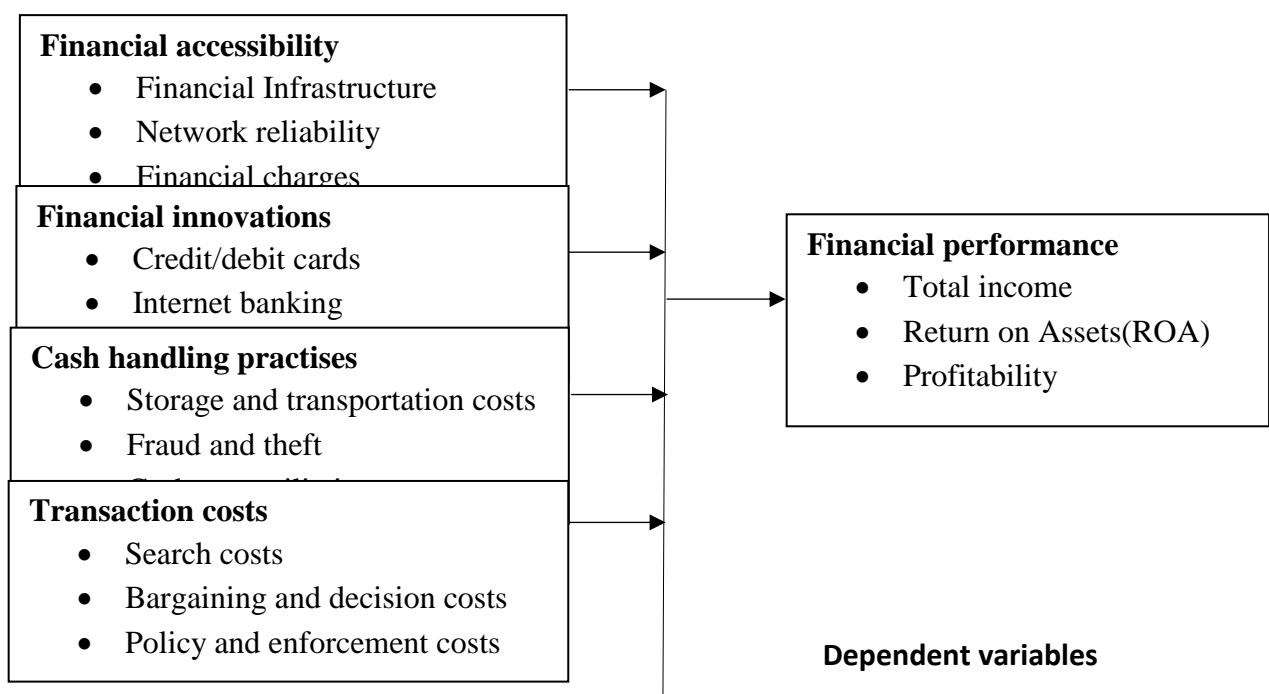 Financial accessibility
• Financial Infrastructure
• Network reliability
• Financial charges
Financial innovations
• Credit/debit cards
• Internet banking
Cash handling practises
• Storage and transportation costs
• Fraud and theft
Transaction costs
• Search costs
• Bargaining and decision costs
• Policy and enforcement costs
Financial performance
• Total income
• Return on Assets(ROA)
• Profitability
Dependent variables